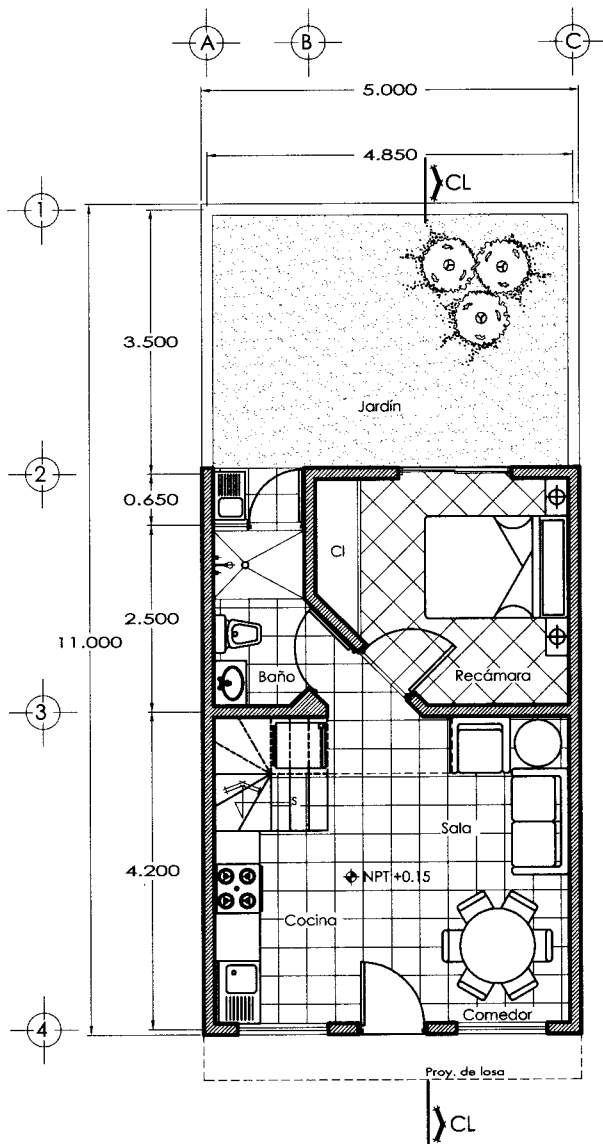 A B C
5.000
4.850
CL
1
3.500
Jardín
2
0.650
Cl
2.500
11.000
Baño
Recámara
3
S
Sala
4.200
NPT +0.15
Cocina
4
Comedor
Proy. de losa
CL